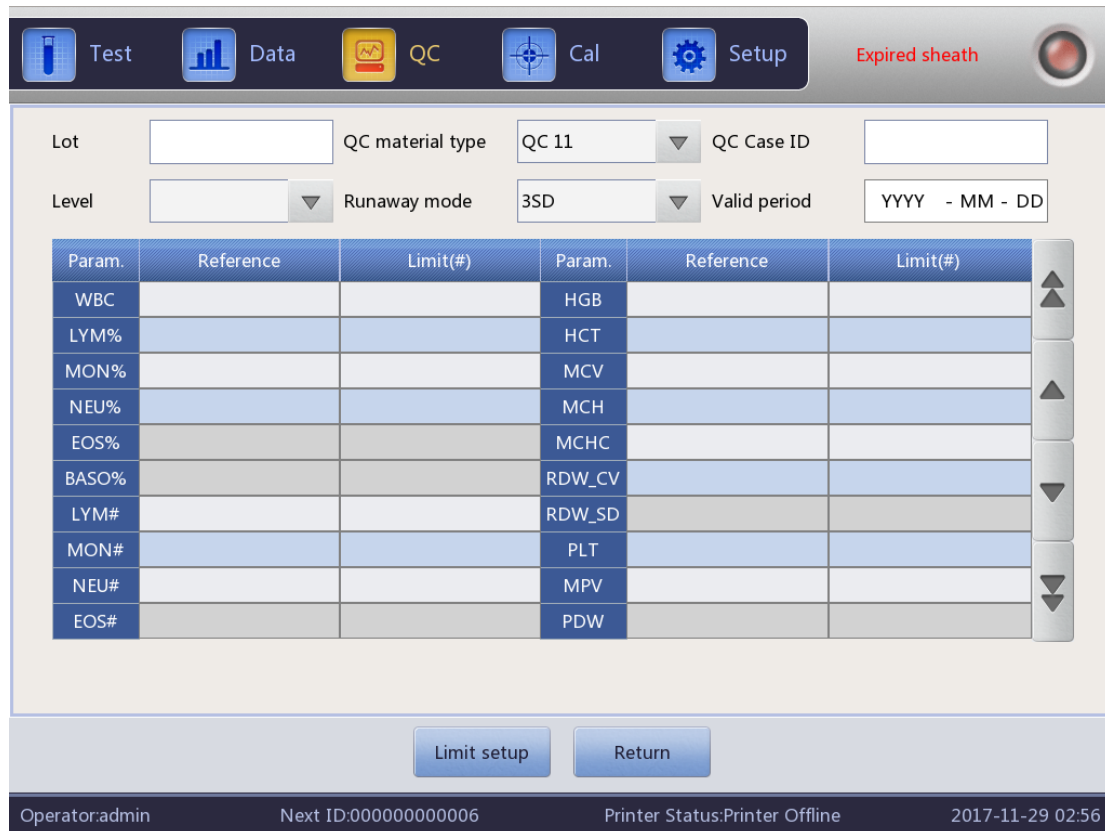 Test Data QC Cal Setup Expired sheath
Lot QC material type QC 11 QC Case ID
Level Runaway mode 3SD Valid period YYYY - MM - DD
Param. Reference Limit(#) Param. Reference Limit(#)
WBC HGB
LYM% HCT
MON% MCV
NEU% MCH
EOS% MCHC
BASO% RDW_CV
LYM# RDW_SD
MON# PLT
NEU# MPV
EOS# PDW
Limit setup Return
Operator:admin Next ID:000000000006 Printer Status:Printer Offline 2017-11-29 02:56